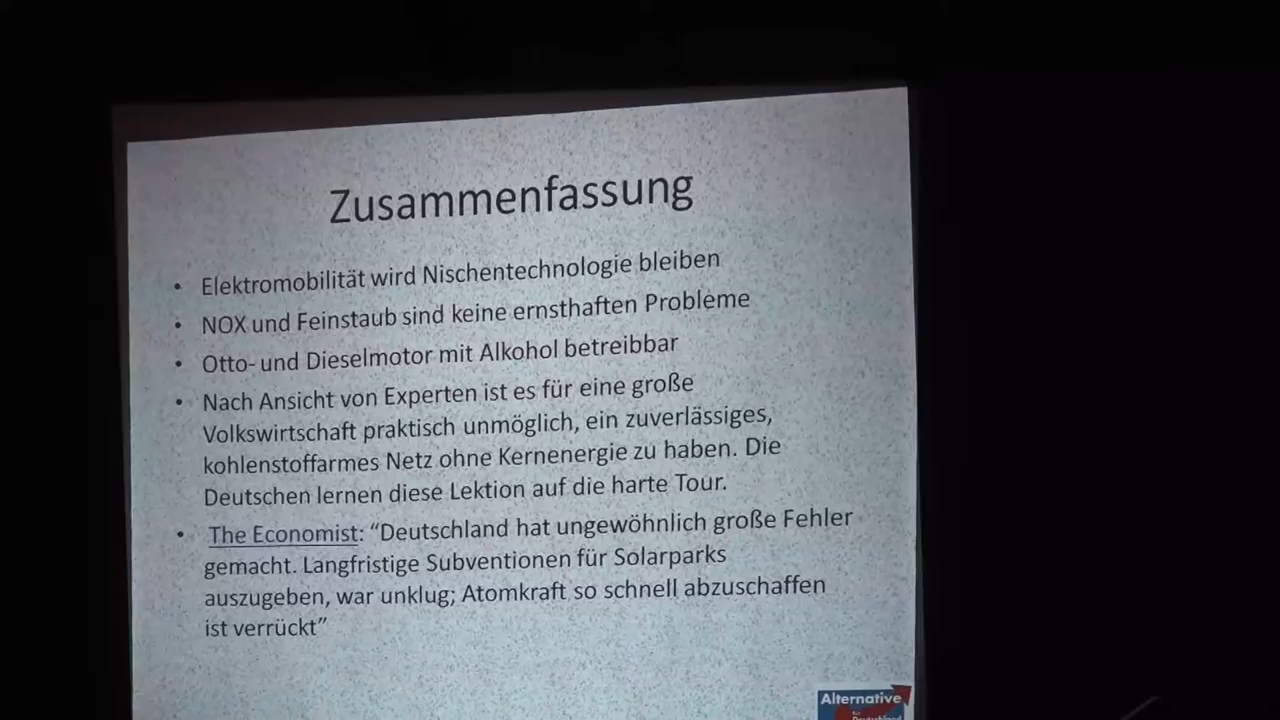 Zusammenfassung
• Elektromobilität wird Nischentechnologie bleiben
• NOX und Feinstaub sind keine ernsthaften Probleme
• Otto- und Dieselmotor mit Alkohol betreibbar
• Nach Ansicht von Experten ist es für eine große
Volkswirtschaft praktisch unmöglich, ein zuverlässiges,
kohlenstoffarmes Netz ohne Kernenergie zu haben. Die
Deutschen lernen diese Lektion auf die harte Tour.
• The Economist: “Deutschland hat ungewöhnlich große Fehler
gemacht. Langfristige Subventionen für Solarparks
auszugeben, war unklug; Atomkraft so schnell abzuschaffen
ist verrückt”
Alternative
für
Deutschland